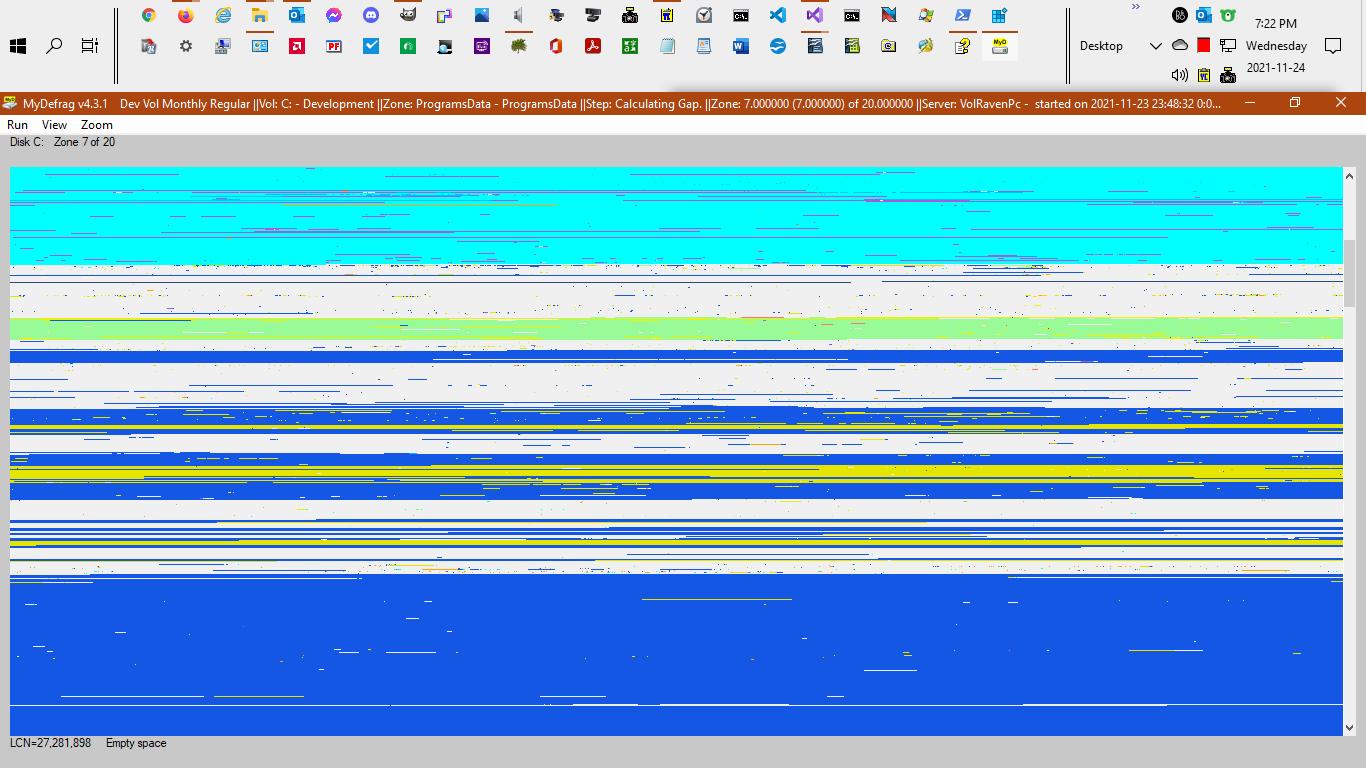 7:22 PM
Desktop
Wednesday
2021-11-24
MyDefrag v4.3.1 Dev Vol Monthly Regular ||Vol: C: - Development ||Zone: ProgramsData - ProgramsData ||Step: Calculating Gap. ||Zone: 7.000000 (7.000000) of 20.000000 ||Server: VolRavenPc - started on 2021-11-23 23:48:32 0:0...
Run View Zoom
Disk C: Zone 7 of 20
LCN=27,281,898 Empty space